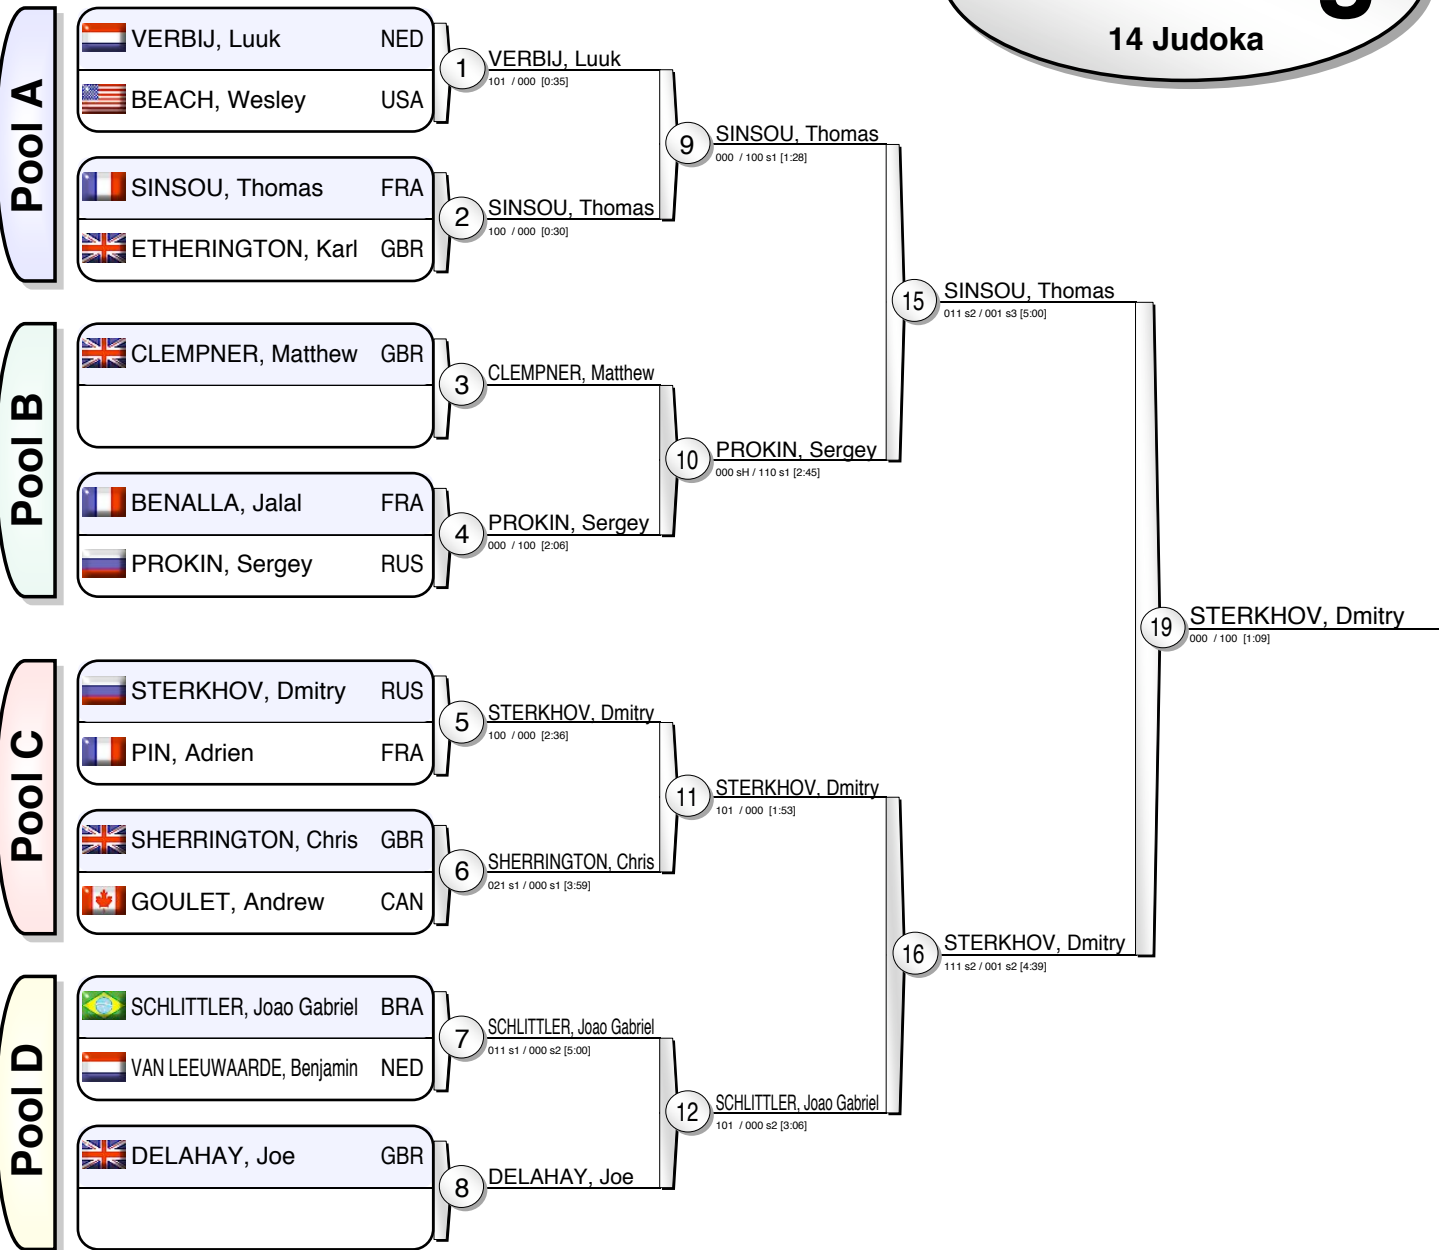 14 Judoka
Pool A
VERBIJ, Luuk NED
BEACH, Wesley USA
1
VERBIJ, Luuk
101 / 000 [0:35]
SINSOU, Thomas FRA
ETHERINGTON, Karl GBR
2
SINSOU, Thomas
100 / 000 [0:30]
9
SINSOU, Thomas
000 / 100 s1 [1:28]
Pool B
CLEMPNER, Matthew GBR
3
CLEMPNER, Matthew
BENALLA, Jalal FRA
PROKIN, Sergey RUS
4
PROKIN, Sergey
000 / 100 [2:06]
10
PROKIN, Sergey
000 sH / 110 s1 [2:45]
15
SINSOU, Thomas
011 s2 / 001 s3 [5:00]
Pool C
STERKHOV, Dmitry RUS
PIN, Adrien FRA
5
STERKHOV, Dmitry
100 / 000 [2:36]
SHERRINGTON, Chris GBR
GOULET, Andrew CAN
6
SHERRINGTON, Chris
021 s1 / 000 s1 [3:59]
11
STERKHOV, Dmitry
101 / 000 [1:53]
Pool D
SCHLITTLER, Joao Gabriel BRA
VAN LEEUWAARDE, Benjamin NED
7
SCHLITTLER, Joao Gabriel
011 s1 / 000 s2 [5:00]
DELAHAY, Joe GBR
8
DELAHAY, Joe
12
SCHLITTLER, Joao Gabriel
101 / 000 s2 [3:06]
16
STERKHOV, Dmitry
111 s2 / 001 s2 [4:39]
19
STERKHOV, Dmitry
000 / 100 [1:09]